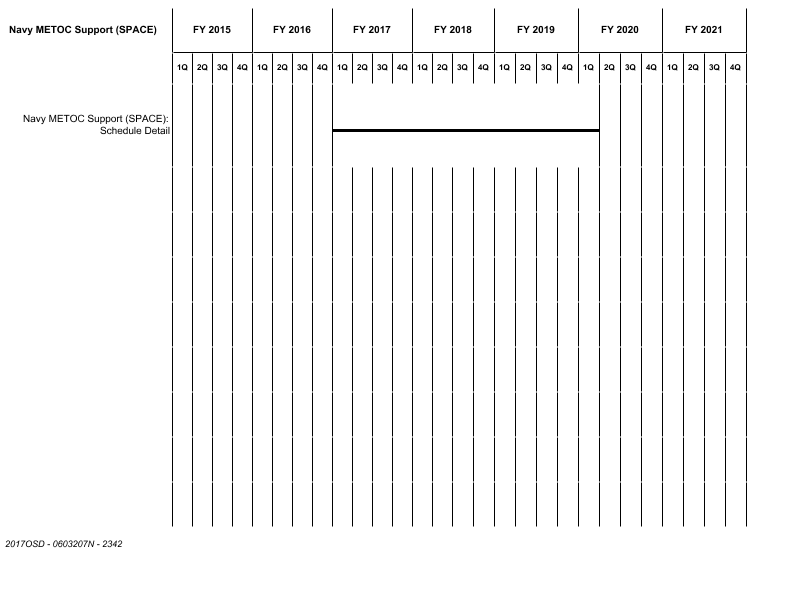 Navy METOC Support (SPACE) FY 2015 FY 2016 FY 2017 FY 2018 FY 2019 FY 2020 FY 2021
1Q 2Q 3Q 4Q 1Q 2Q 3Q 4Q 1Q 2Q 3Q 4Q 1Q 2Q 3Q 4Q 1Q 2Q 3Q 4Q 1Q 2Q 3Q 4Q 1Q 2Q 3Q 4Q
Navy METOC Support (SPACE):
Schedule Detail
2017OSD - 0603207N - 2342